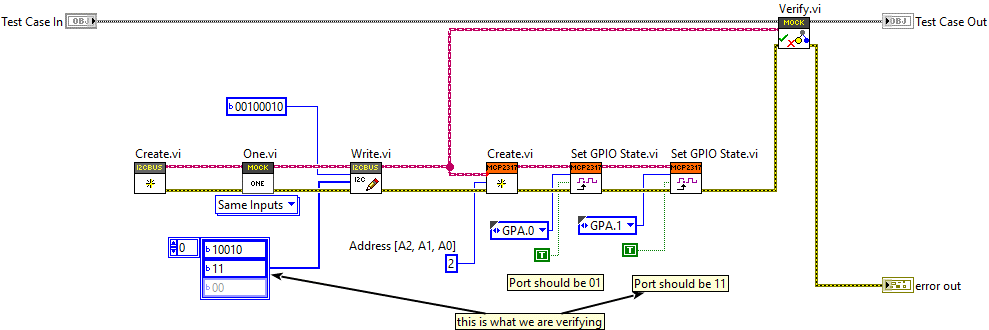 Verify.vi
Test Case In
OBJ
MOCK
OBJ
Test Case Out
b 00100010
Create.vi
One.vi
Write.vi
Create.vi
Set GPIO State.vi
Set GPIO State.vi
I2CBUS
MOCK
I2CBUS
MCP2317
MCP2317
MCP2317
ONE
I2C
Same Inputs
GPA.0
GPA.1
0
b 10010
b 11
b 00
Address [A2, A1, A0]
2
T
T
Port should be 01
Port should be 11
error out
this is what we are verifying